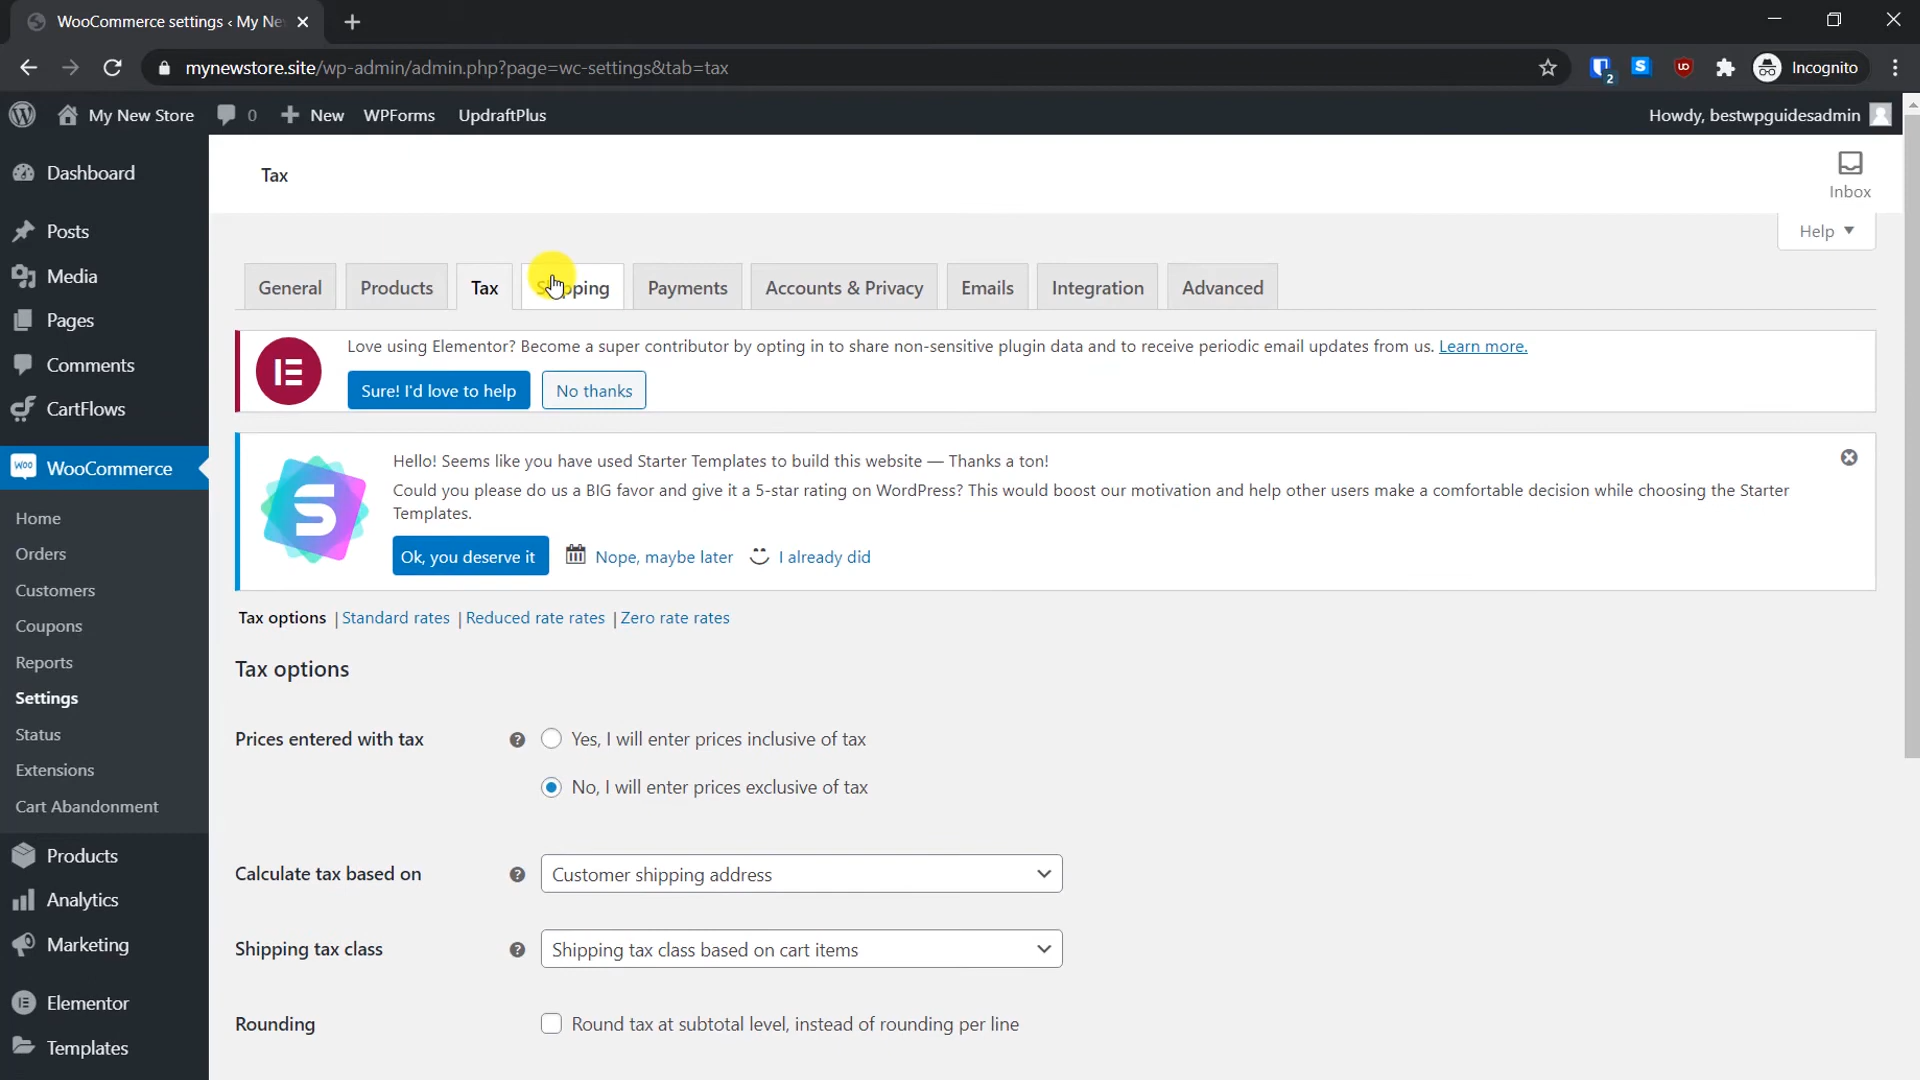 WooCommerce settings ‹ My Ne
mynewstore.site/wp-admin/admin.php?page=wc-settings&tab=tax
2
Incognito
My New Store
0
New
WPForms
UpdraftPlus
Howdy, bestwpguidesadmin
Dashboard
Posts
Media
Pages
Comments
CartFlows
WooCommerce
Home
Orders
Customers
Coupons
Reports
Settings
Status
Extensions
Cart Abandonment
Products
Analytics
Marketing
Elementor
Templates
Tax
Inbox
Help
General
Products
Tax
Shipping
Payments
Accounts & Privacy
Emails
Integration
Advanced
Love using Elementor? Become a super contributor by opting in to share non-sensitive plugin data and to receive periodic email updates from us. Learn more.
Sure! I'd love to help
No thanks
Hello! Seems like you have used Starter Templates to build this website — Thanks a ton!
Could you please do us a BIG favor and give it a 5-star rating on WordPress? This would boost our motivation and help other users make a comfortable decision while choosing the Starter
Templates.
Ok, you deserve it
Nope, maybe later
I already did
Tax options | Standard rates | Reduced rate rates | Zero rate rates
Tax options
Prices entered with tax
Yes, I will enter prices inclusive of tax
No, I will enter prices exclusive of tax
Calculate tax based on
Customer shipping address
Shipping tax class
Shipping tax class based on cart items
Rounding
Round tax at subtotal level, instead of rounding per line